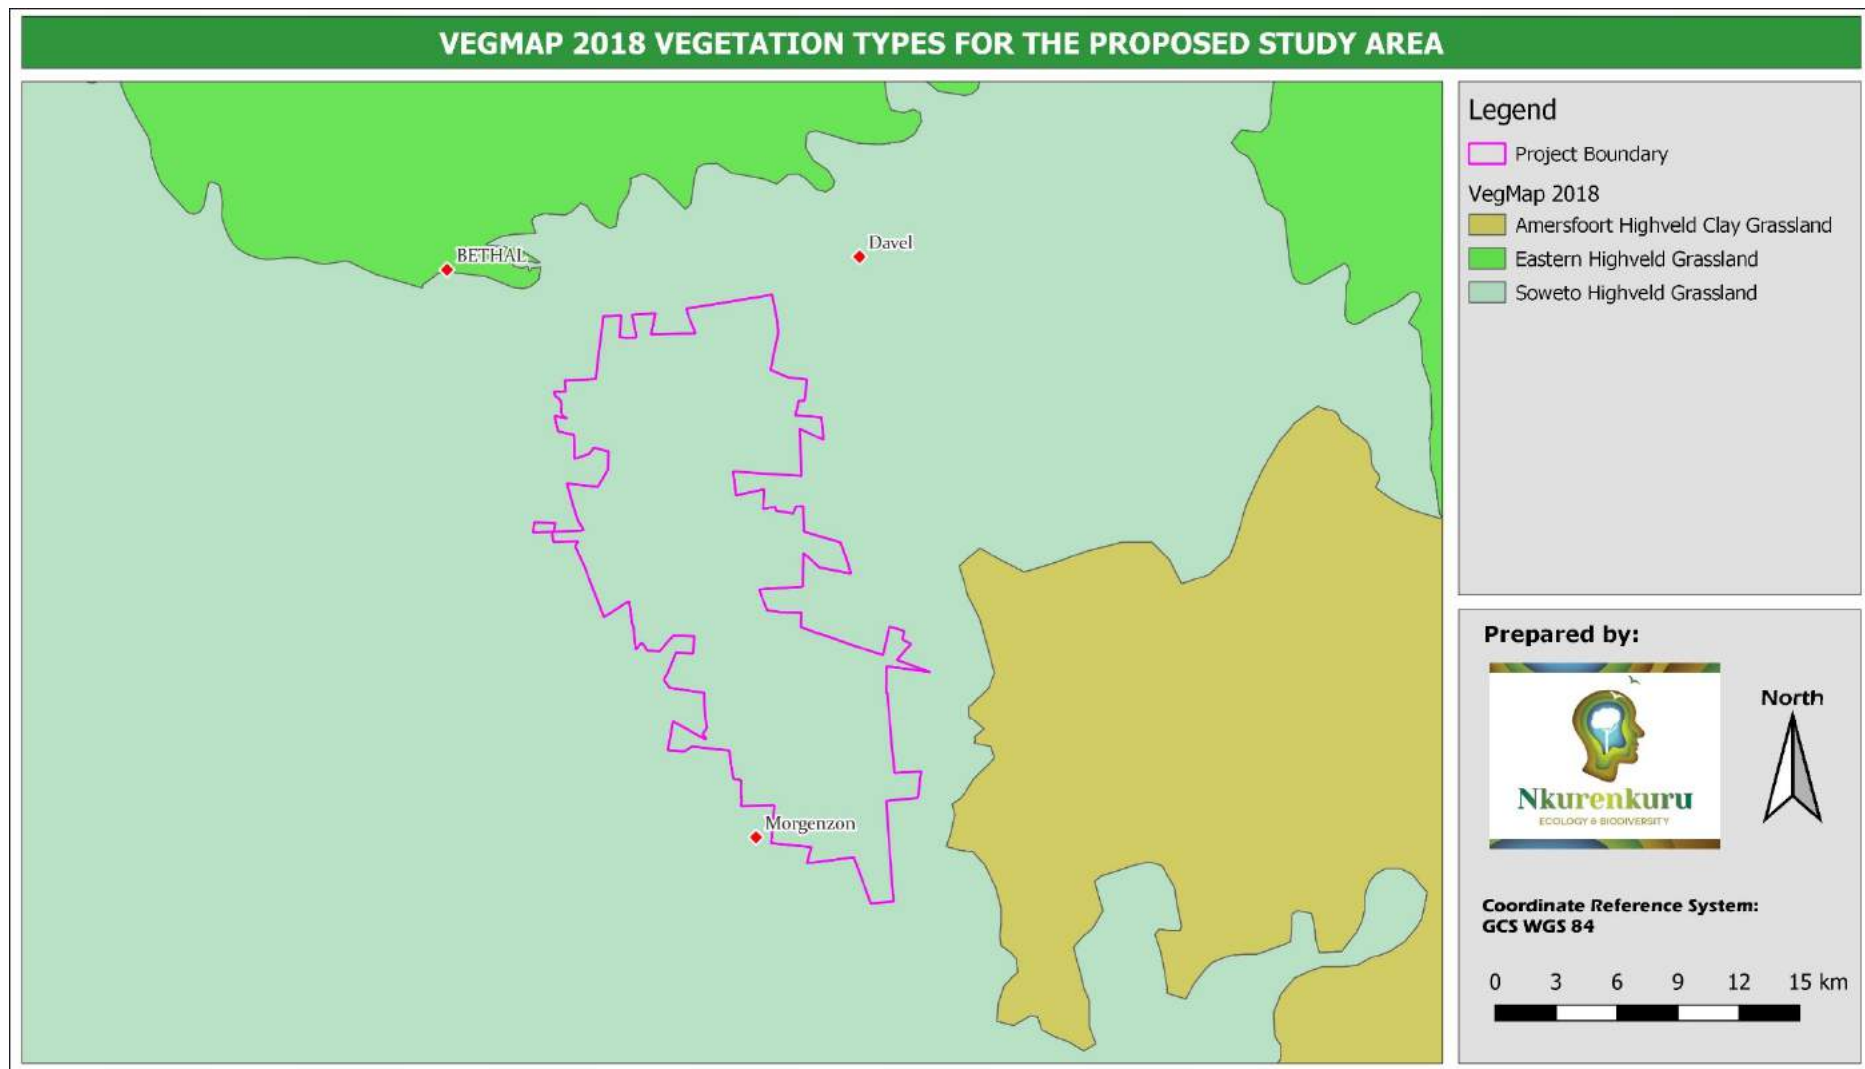 VEGMAP 2018 VEGETATION TYPES FOR THE PROPOSED STUDY AREA
BETHAL
Davel
Morgenzon
Legend
Project Boundary
VegMap 2018
Amersfoort Highveld Clay Grassland
Eastern Highveld Grassland
Soweto Highveld Grassland
Prepared by:
Nkurenkuru
ECOLOGY & BIODIVERSITY
North
Coordinate Reference System:
GCS WGS 84
0 3 6 9 12 15 km